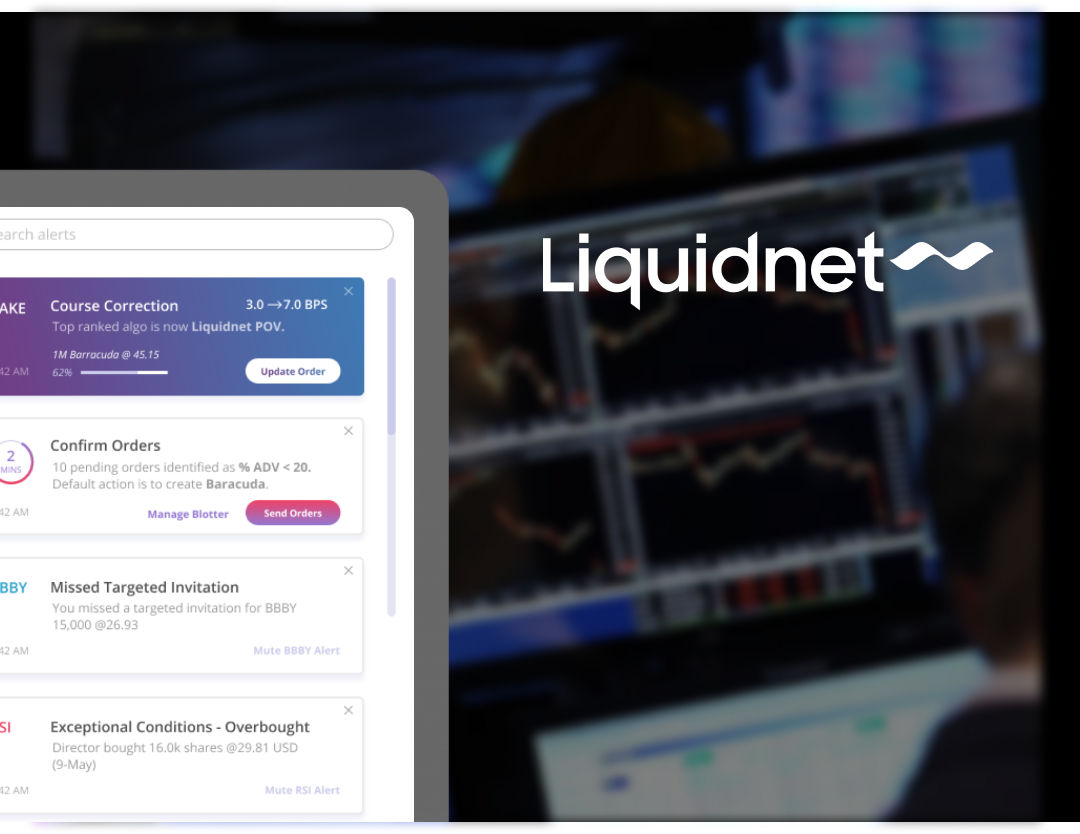 earch alerts
Liquidnet
AKE
Course Correction
3.0 →7.0 BPS
Top ranked algo is now Liquidnet POV.
1M Barracuda @ 45.15
42 AM
62%
Update Order
2
MINS
Confirm Orders
10 pending orders identified as % ADV < 20.
Default action is to create Baracuda.
42 AM
Manage Blotter
Send Orders
BBY
Missed Targeted Invitation
You missed a targeted invitation for BBBY
15,000 @26.93
42 AM
Mute BBBY Alert
SI
Exceptional Conditions - Overbought
Director bought 16.0k shares @29.81 USD
(9-May)
42 AM
Mute RSI Alert